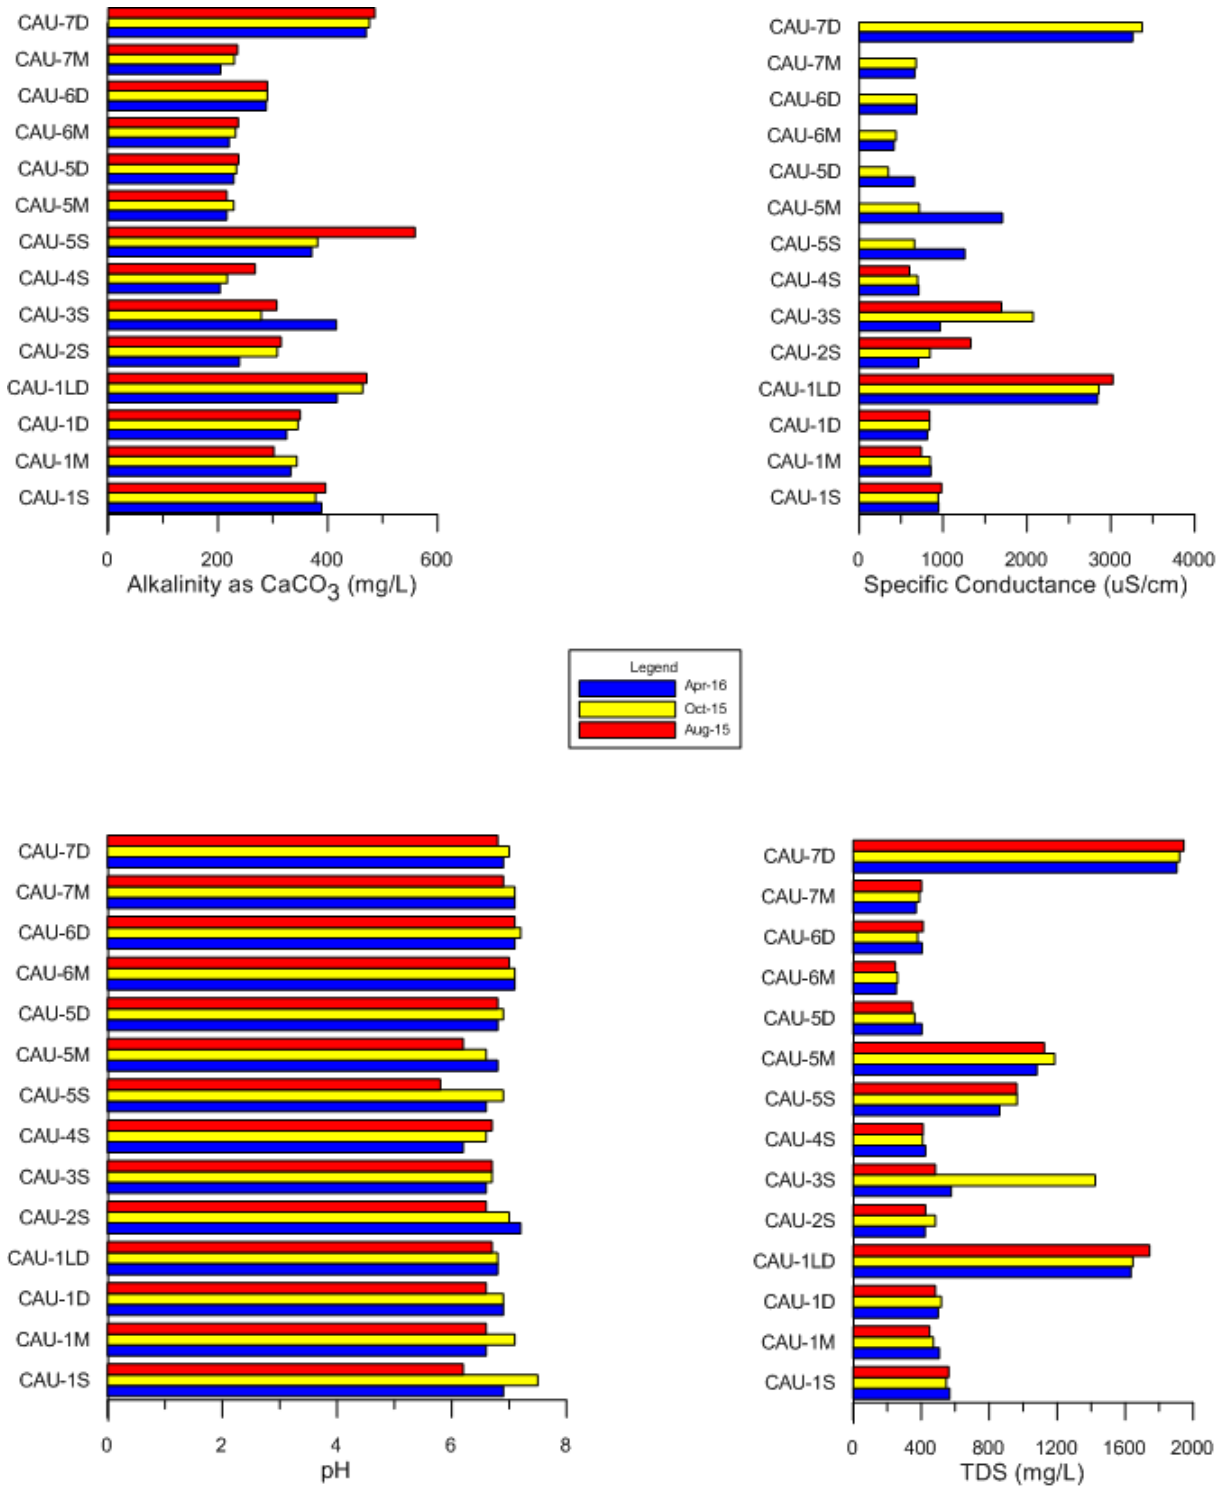 CAU-7D
CAU-7M
CAU-6D
CAU-6M
CAU-5D
CAU-5M
CAU-5S
CAU-4S
CAU-3S
CAU-2S
CAU-1LD
CAU-1D
CAU-1M
CAU-1S
0 200 400 600
Alkalinity as CaCO3 (mg/L)
CAU-7D
CAU-7M
CAU-6D
CAU-6M
CAU-5D
CAU-5M
CAU-5S
CAU-4S
CAU-3S
CAU-2S
CAU-1LD
CAU-1D
CAU-1M
CAU-1S
0 1000 2000 3000 4000
Specific Conductance (uS/cm)
Legend
Apr-16
Oct-15
Aug-15
CAU-7D
CAU-7M
CAU-6D
CAU-6M
CAU-5D
CAU-5M
CAU-5S
CAU-4S
CAU-3S
CAU-2S
CAU-1LD
CAU-1D
CAU-1M
CAU-1S
0 2 4 6 8
pH
CAU-7D
CAU-7M
CAU-6D
CAU-6M
CAU-5D
CAU-5M
CAU-5S
CAU-4S
CAU-3S
CAU-2S
CAU-1LD
CAU-1D
CAU-1M
CAU-1S
0 400 800 1200 1600 2000
TDS (mg/L)